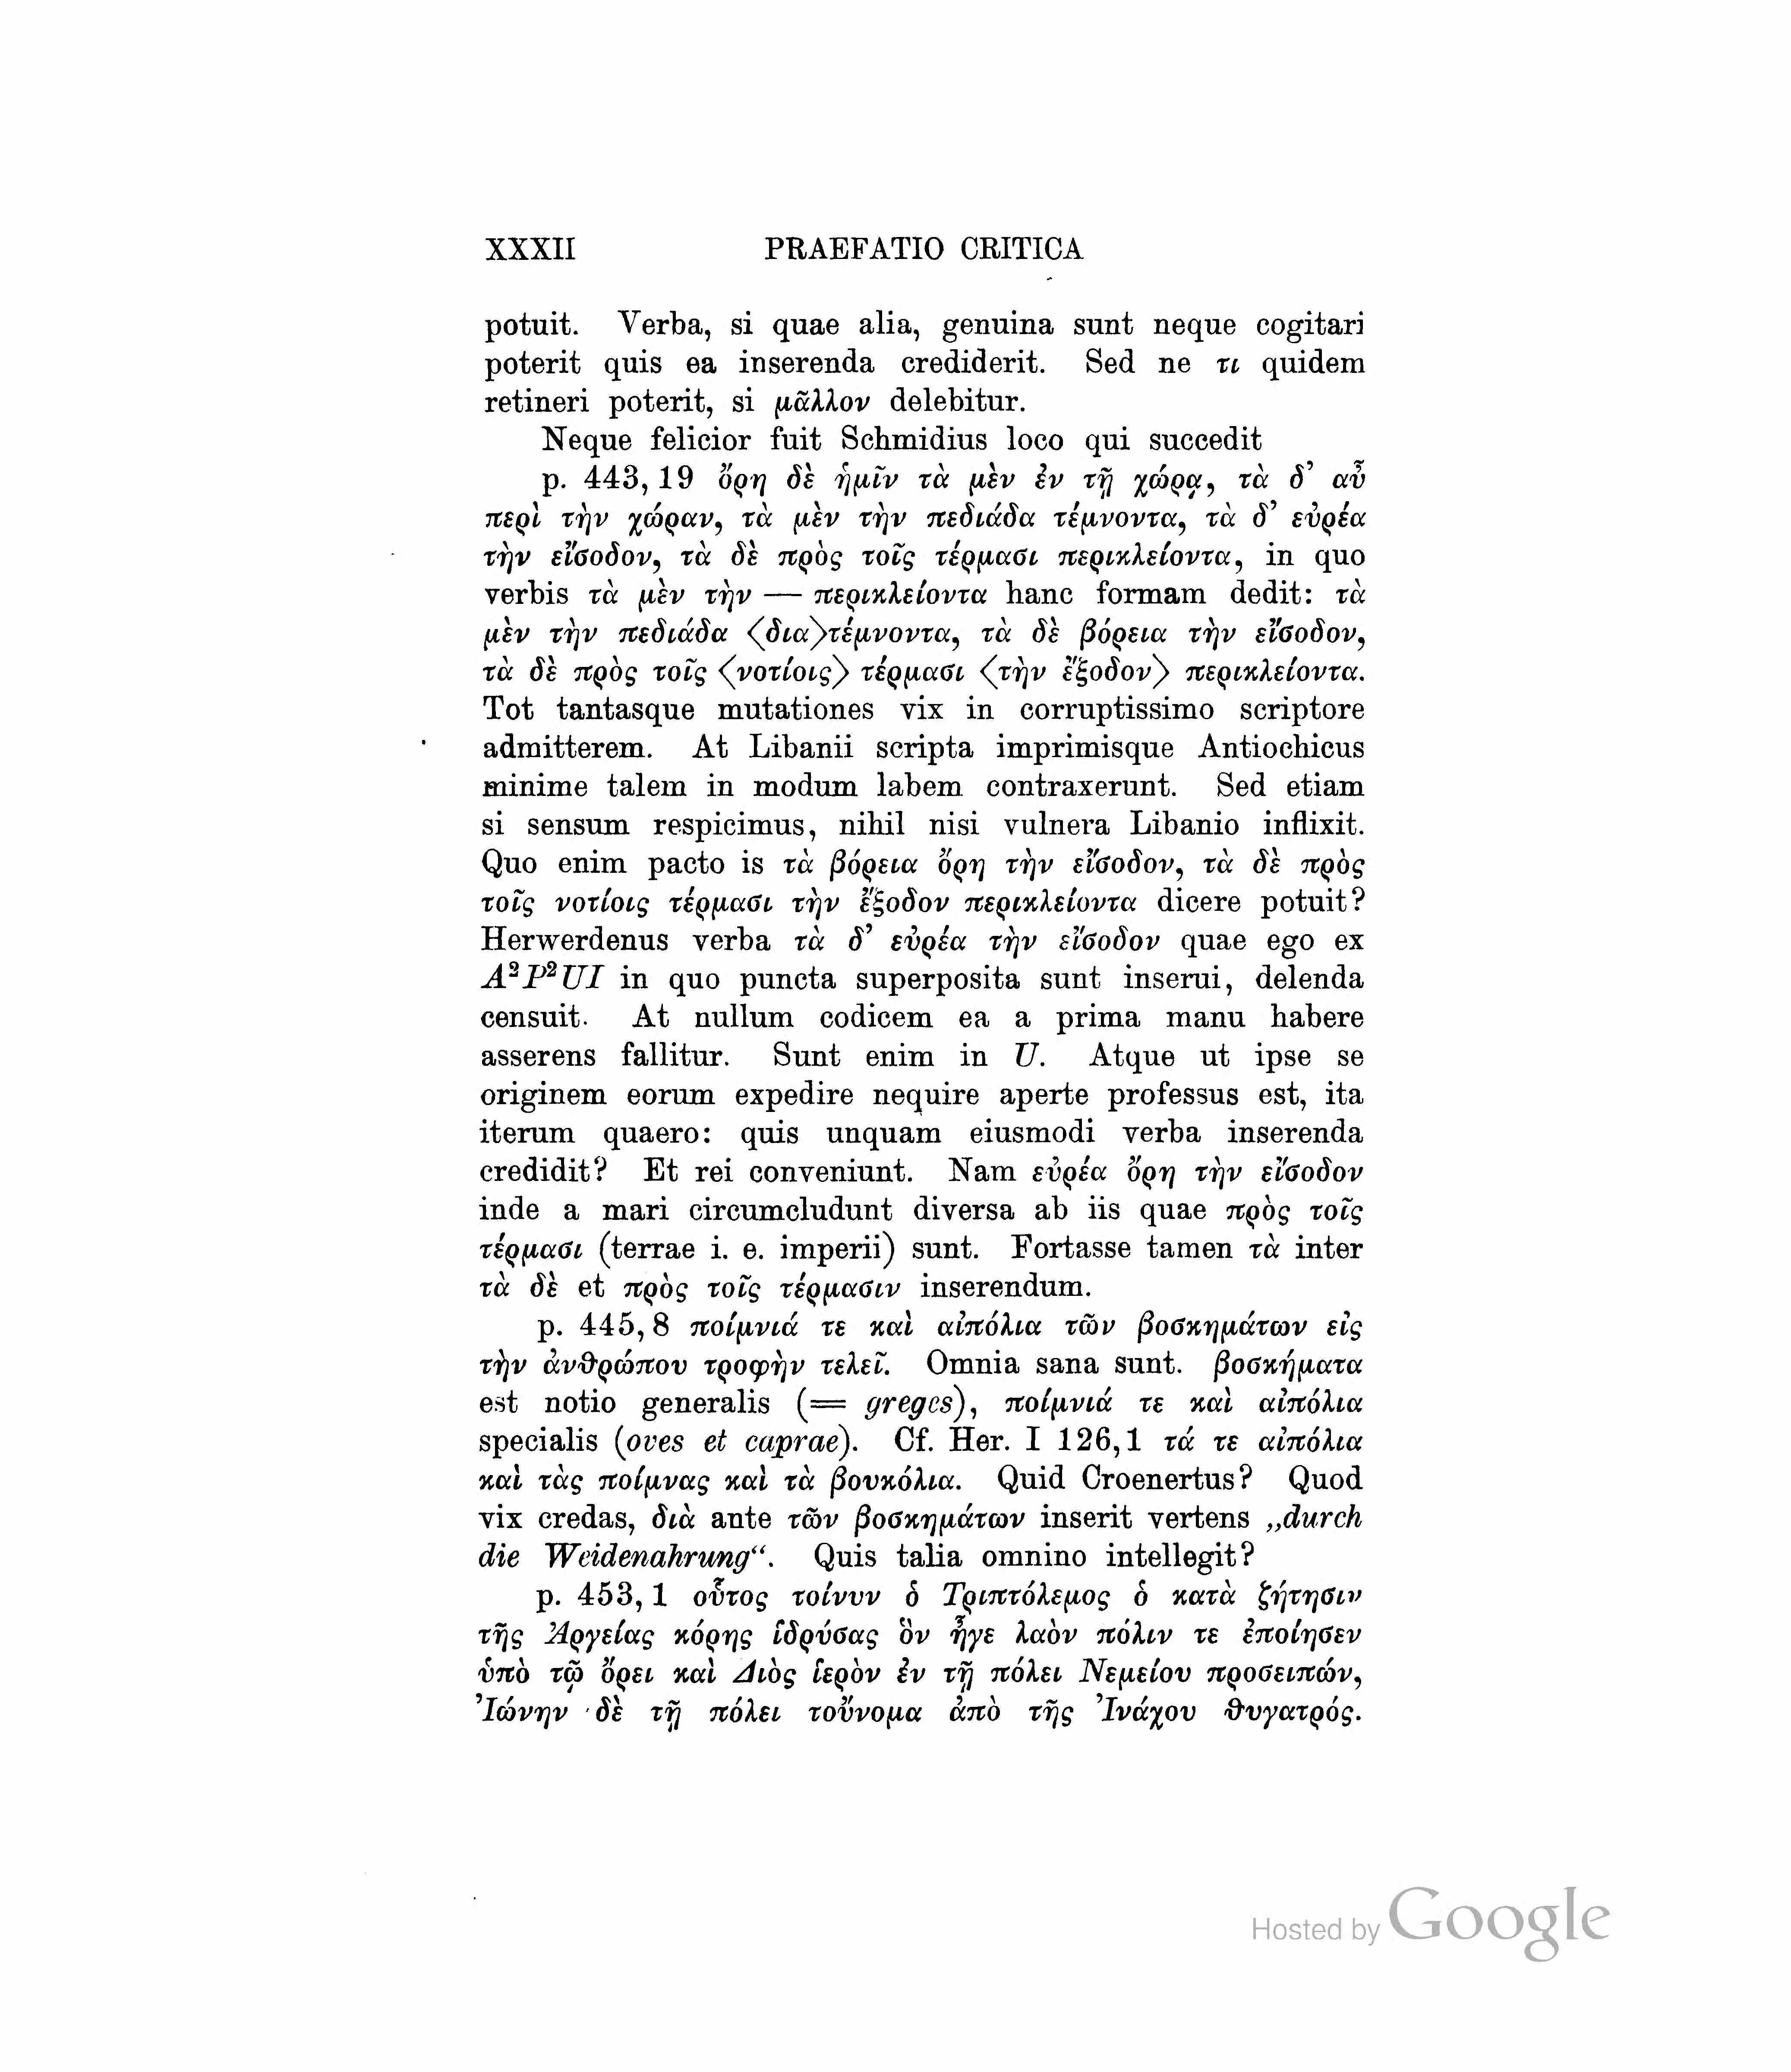 XXXII PRAEFATIO CRITICA
potuit. Verba, si quae alia, genuina sunt neque cogitari
poterit quis ea inserenda crediderit. Sed ne τι quidem
retineri poterit, si μᾶλλον delebitur.
Neque felicior fuit Schmidius loco qui succedit
p. 443, 19 ὄρη δὲ ἡμῖν τὰ μὲν ἐν τῇ χώρᾳ, τὰ δ’ αὖ
περὶ τὴν χώραν, τὰ μὲν τὴν πεδιάδα τέμνοντα, τὰ δ’ εὐρέα
τὴν εἴσοδον, τὰ δὲ πρὸς τοῖς τέρμασι περικλείοντα, in quo
verbis τὰ μὲν τὴν — περικλείοντα hanc formam dedit: τὰ
μὲν τὴν πεδιάδα ⟨δια⟩τέμνοντα, τὰ δὲ βόρεια τὴν εἴσοδον,
τὰ δὲ πρὸς τοῖς ⟨νοτίοις⟩ τέρμασι ⟨τὴν ἔξοδον⟩ περικλείοντα.
Tot tantasque mutationes vix in corruptissimo scriptore
admitterem. At Libanii scripta imprimisque Antiochicus
minime talem in modum labem contraxerunt. Sed etiam
si sensum respicimus, nihil nisi vulnera Libanio inflixit.
Quo enim pacto is τὰ βόρεια ὄρη τὴν εἴσοδον, τὰ δὲ πρὸς
τοῖς νοτίοις τέρμασι τὴν ἔξοδον περικλείοντα dicere potuit?
Herwerdenus verba τὰ δ’ εὐρέα τὴν εἴσοδον quae ego ex
A²P²UI in quo puncta superposita sunt inserui, delenda
censuit. At nullum codicem ea a prima manu habere
asserens fallitur. Sunt enim in U. Atque ut ipse se
originem eorum expedire nequire aperte professus est, ita
iterum quaero: quis unquam eiusmodi verba inserenda
credidit? Et rei conveniunt. Nam εὐρέα ὄρη τὴν εἴσοδον
inde a mari circumcludunt diversa ab iis quae πρὸς τοῖς
τέρμασι (terrae i. e. imperii) sunt. Fortasse tamen τὰ inter
τὰ δὲ et πρὸς τοῖς τέρμασιν inserendum.
p. 445, 8 ποίμνιά τε καὶ αἰπόλια τῶν βοσκημάτων εἰς
τὴν ἀνθρώπου τροφὴν τελεῖ. Omnia sana sunt. βοσκήματα
est notio generalis (= greges), ποίμνιά τε καὶ αἰπόλια
specialis (oves et caprae). Cf. Her. I 126,1 τά τε αἰπόλια
καὶ τὰς ποίμνας καὶ τὰ βουκόλια. Quid Croenertus? Quod
vix credas, διὰ ante τῶν βοσκημάτων inserit vertens „durch
die Weidenahrung“. Quis talia omnino intellegit?
p. 453, 1 οὗτος τοίνυν ὁ Τριπτόλεμος ὁ κατὰ ζήτησιν
τῆς Ἀργείας κόρης ἱδρύσας ὃν ἦγε λαὸν πόλιν τε ἐποίησεν
ὑπὸ τῷ ὄρει καὶ Διὸς ἱερὸν ἐν τῇ πόλει Νεμείου προσειπών,
Ἰώνην δὲ τῇ πόλει τοὔνομα ἀπὸ τῆς Ἰνάχου θυγατρός.
Hosted by Google